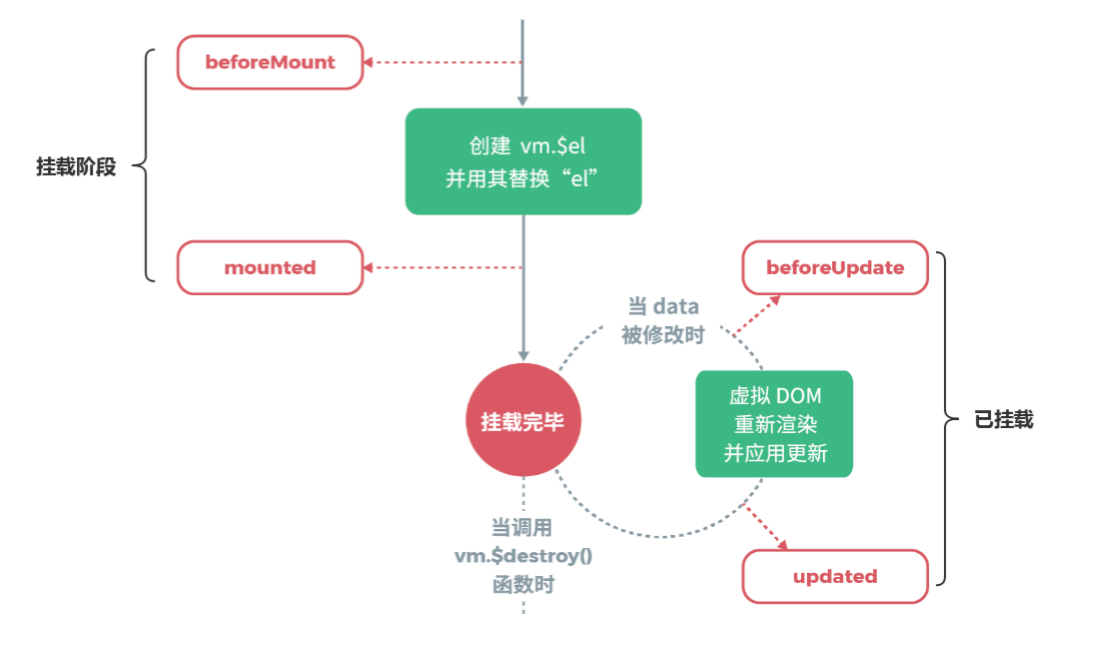 beforeMount
创建 vm.$el
并用其替换“el”
挂载阶段
mounted
beforeUpdate
当 data
被修改时
虚拟 DOM
重新渲染
并应用更新
挂载完毕
已挂载
当调用
vm.$destroy()
函数时
updated